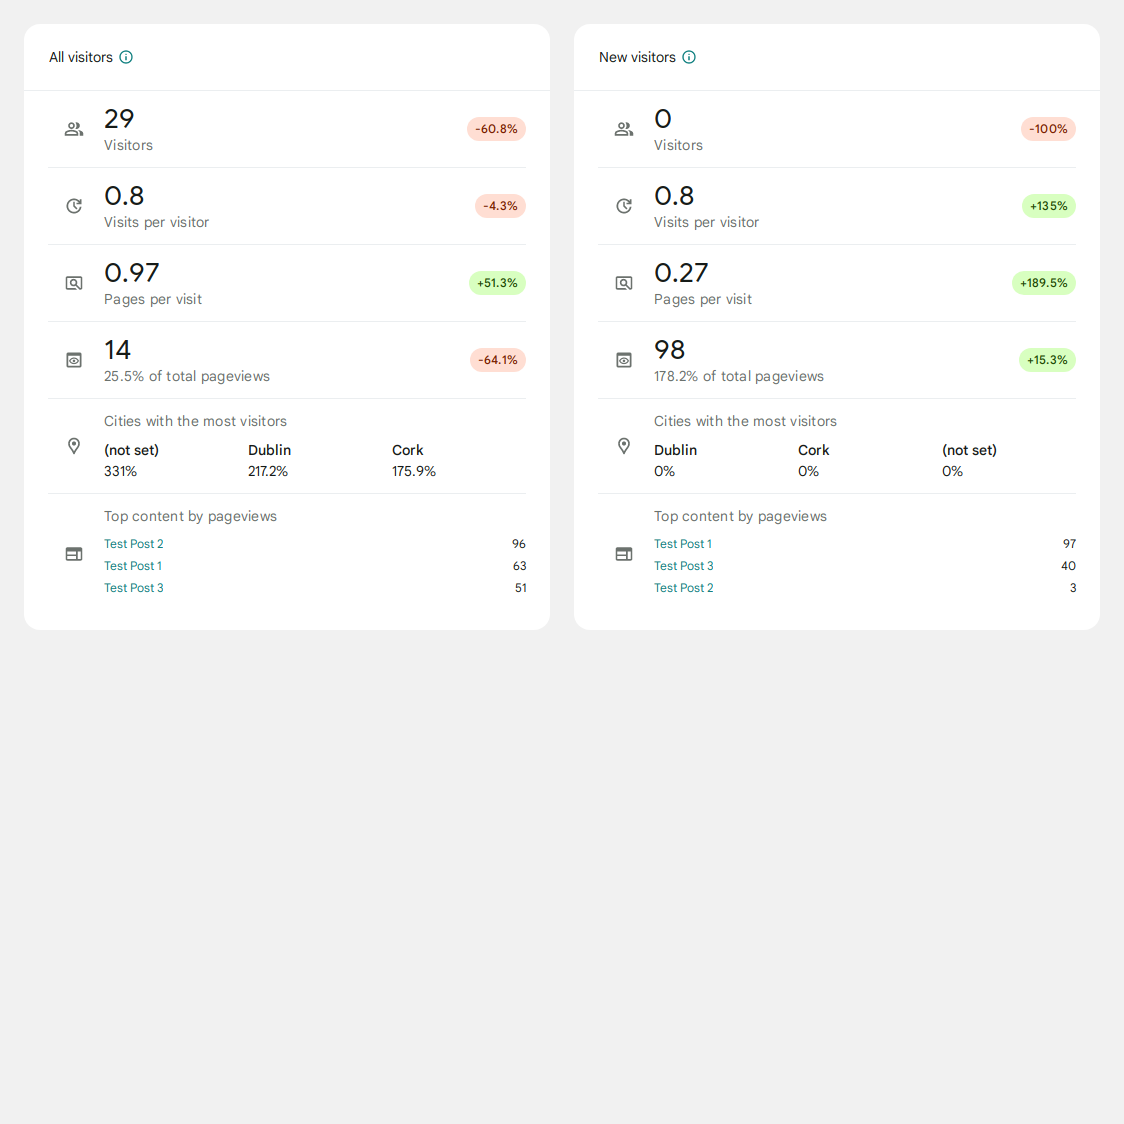 All visitors
29
Visitors
-60.8%
0.8
Visits per visitor
-4.3%
0.97
Pages per visit
+51.3%
14
25.5% of total pageviews
-64.1%
Cities with the most visitors
(not set) Dublin Cork
331% 217.2% 175.9%
Top content by pageviews
Test Post 2 96
Test Post 1 63
Test Post 3 51
New visitors
0
Visitors
-100%
0.8
Visits per visitor
+135%
0.27
Pages per visit
+189.5%
98
178.2% of total pageviews
+15.3%
Cities with the most visitors
Dublin Cork (not set)
0% 0% 0%
Top content by pageviews
Test Post 1 97
Test Post 3 40
Test Post 2 3